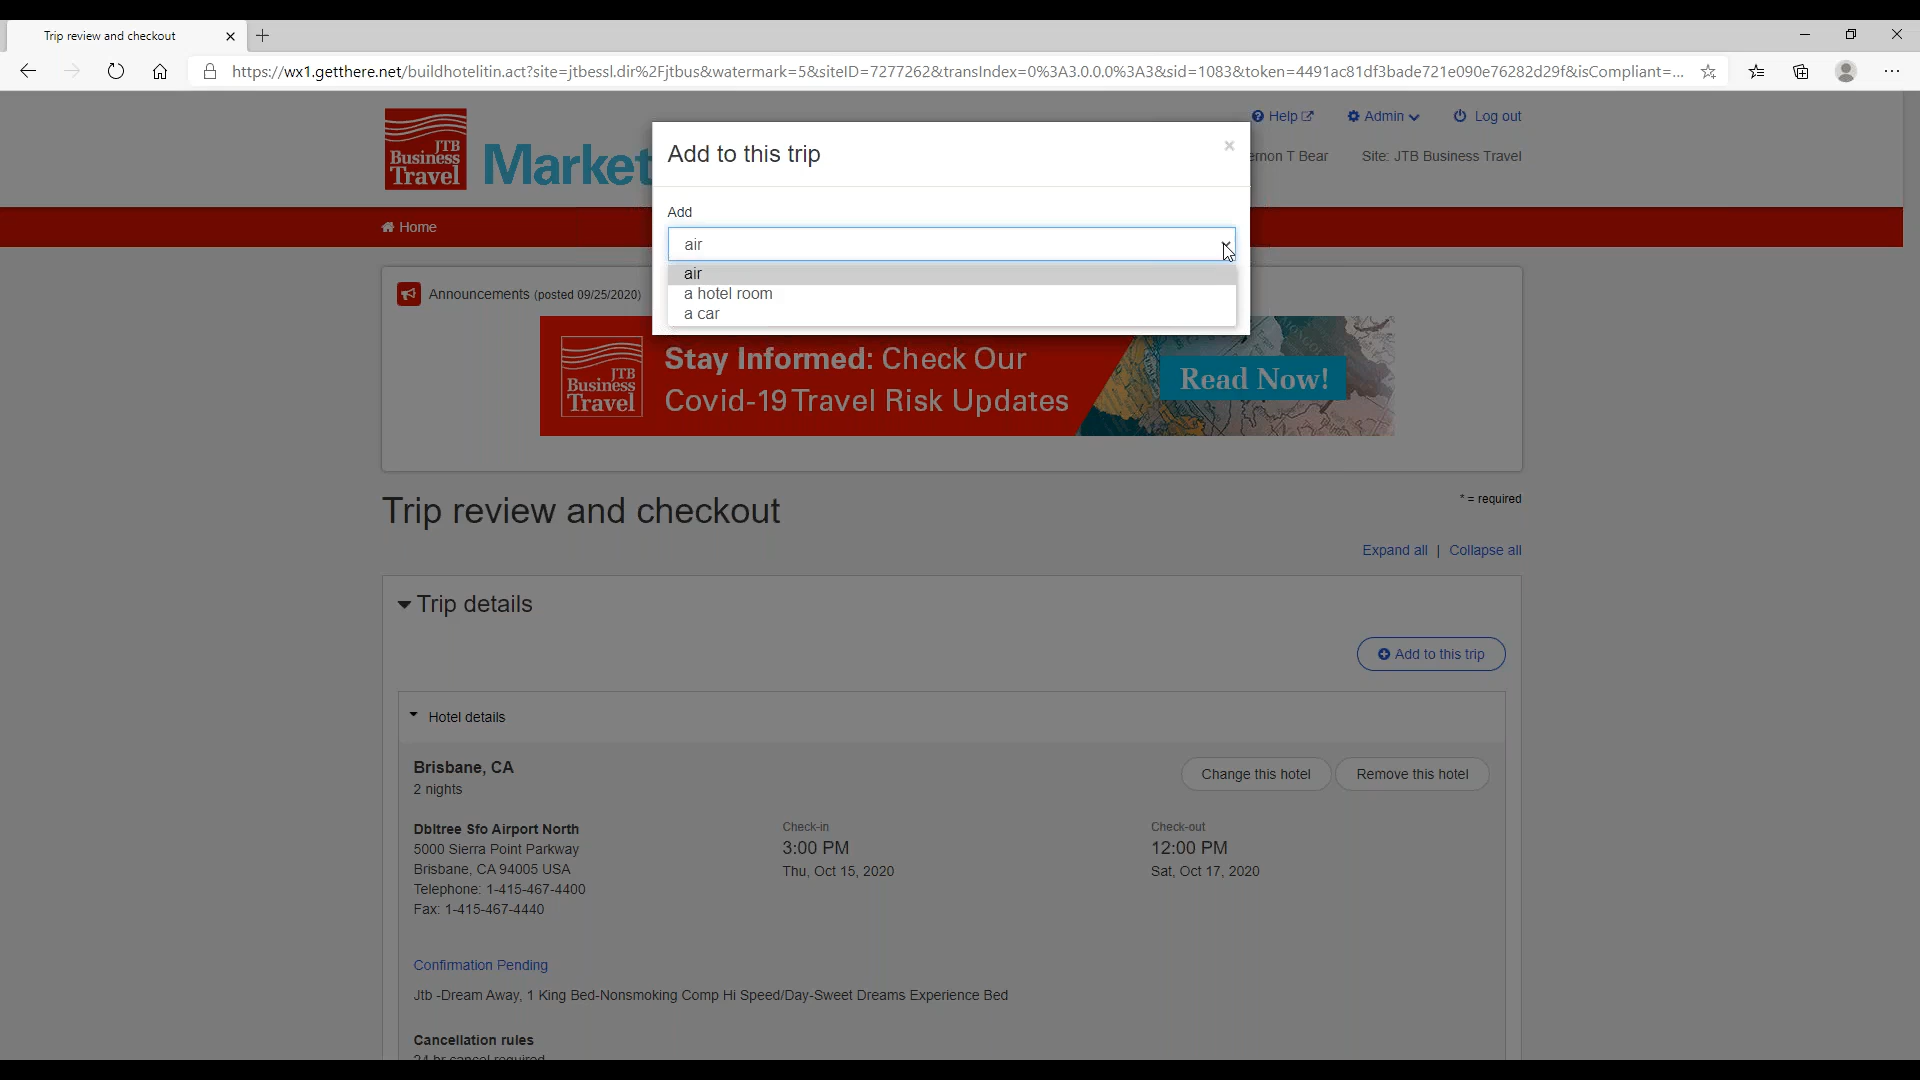 Trip review and checkout
https://wx1.getthere.net/buildhotelitin.act?site=jtbessl.dir%2Fjtbus&watermark=5&siteID=7277262&transIndex=0%3A3.0.0.0%3A3&sid=1083&token=4491ac81df3bade721e090e76282d29f&isCompliant=...
Help
Admin
Log out
JTB
Business
Travel
Market
Add to this trip
Site: JTB Business Travel
T Bear
Add
Home
air
air
a hotel room
a car
Announcements (posted 09/25/2020)
JTB
Business
Travel
Stay Informed: Check Our
Covid-19 Travel Risk Updates
Read Now!
Trip review and checkout
* = required
Expand all | Collapse all
Trip details
Add to this trip
Hotel details
Brisbane, CA
2 nights
Change this hotel
Remove this hotel
Dbltree Sfo Airport North
5000 Sierra Point Parkway
Brisbane, CA 94005 USA
Telephone: 1-415-467-4400
Fax: 1-415-467-4440
Check-in
3:00 PM
Thu, Oct 15, 2020
Check-out
12:00 PM
Sat, Oct 17, 2020
Confirmation Pending
Jtb -Dream Away, 1 King Bed-Nonsmoking Comp Hi Speed/Day-Sweet Dreams Experience Bed
Cancellation rules
24 hr cancel required